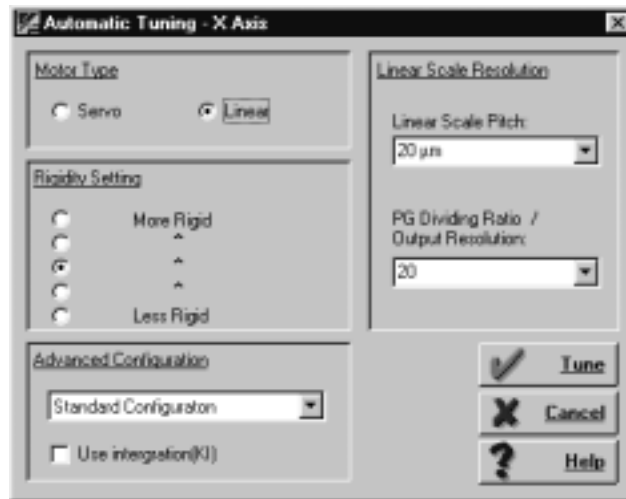 Automatic Tuning - X Axis
Motor Type
Servo
Linear
Rigidity Setting
More Rigid
^
^
^
Less Rigid
Advanced Configuration
Standard Configuraton
Use intergration(KI)
Linear Scale Resolution
Linear Scale Pitch:
20 µm
PG Dividing Ratio /
Output Resolution:
20
Tune
Cancel
Help